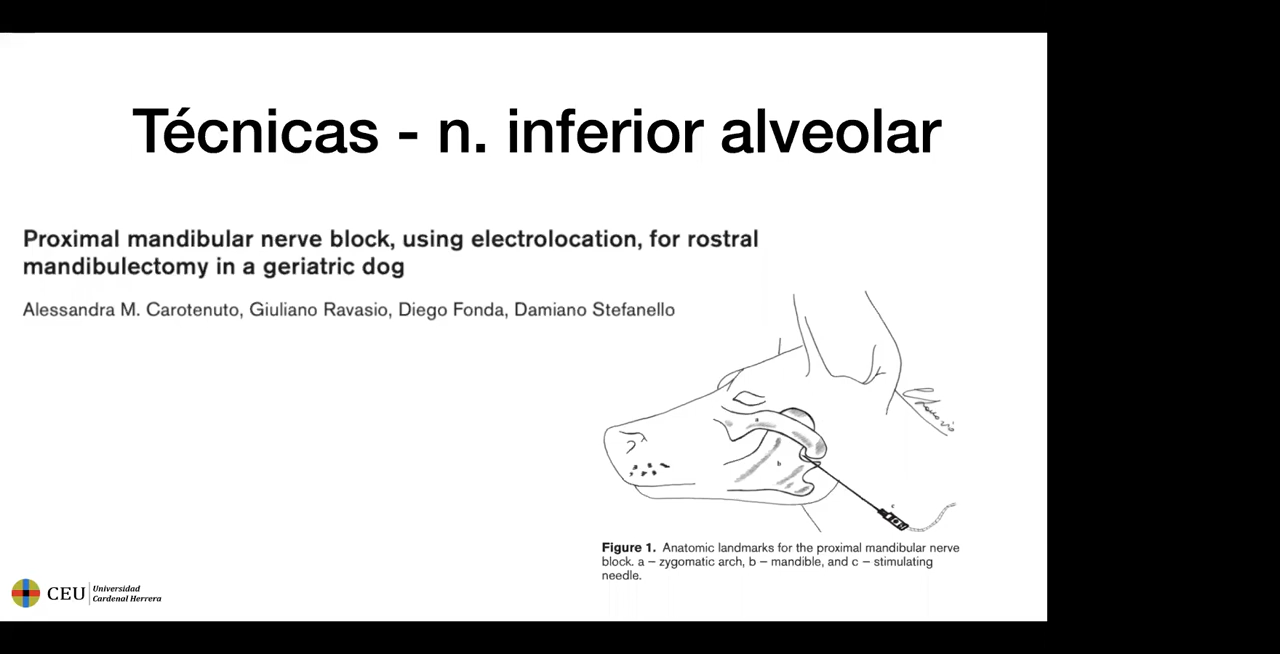 Técnicas - n. inferior alveolar
Proximal mandibular nerve block, using electrolocation, for rostral
mandibulectomy in a geriatric dog
Alessandra M. Carotenuto, Giuliano Ravasio, Diego Fonda, Damiano Stefanello
a
b
c
Figure 1. Anatomic landmarks for the proximal mandibular nerve
block. a – zygomatic arch, b – mandible, and c – stimulating
needle.
CEU
Universidad
Cardenal Herrera